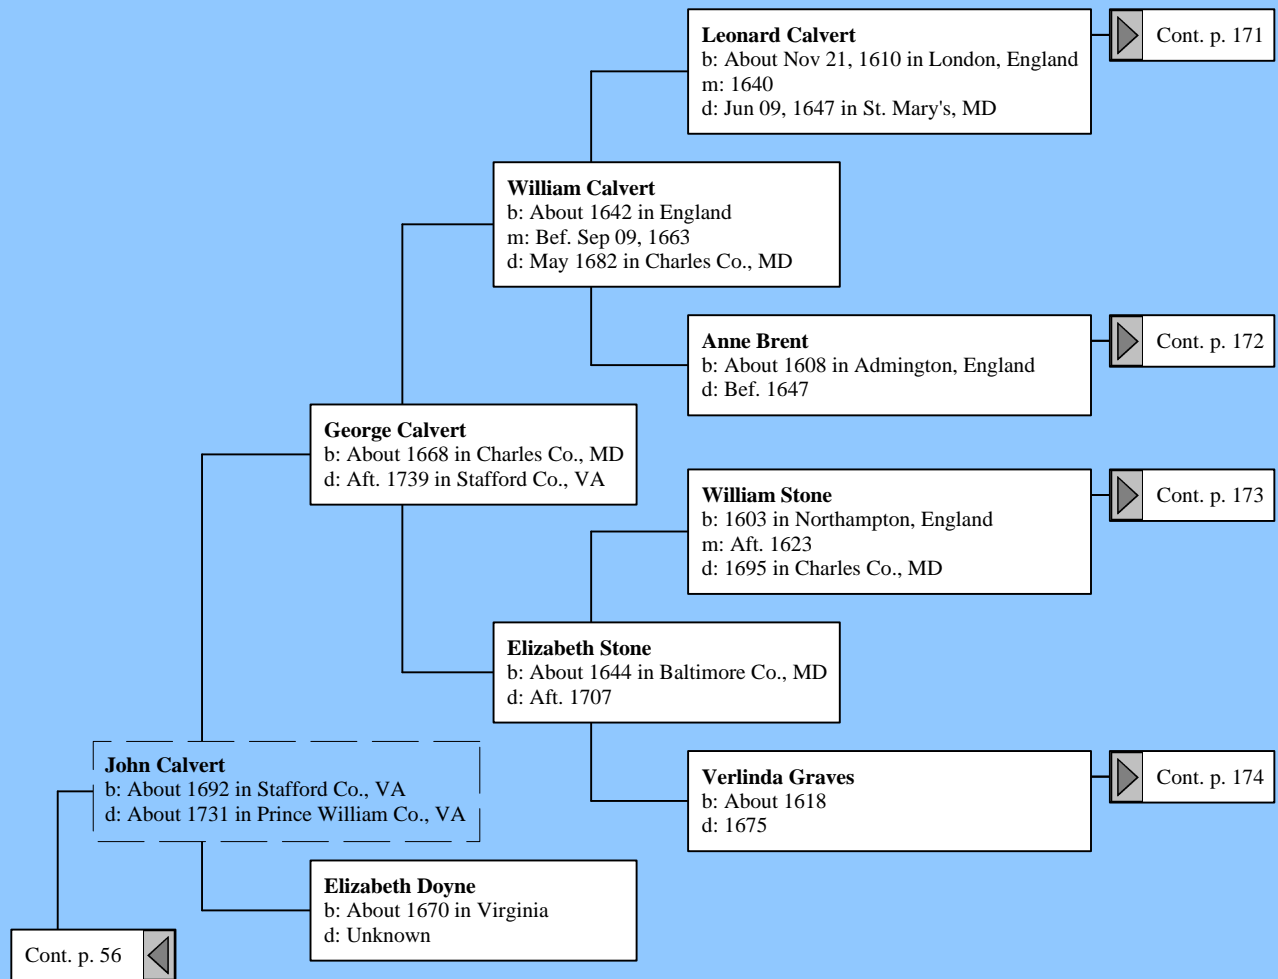 Leonard Calvert
b: About Nov 21, 1610 in London, England
m: 1640
d: Jun 09, 1647 in St. Mary's, MD
Cont. p. 171
William Calvert
b: About 1642 in England
m: Bef. Sep 09, 1663
d: May 1682 in Charles Co., MD
Anne Brent
b: About 1608 in Admington, England
d: Bef. 1647
Cont. p. 172
George Calvert
b: About 1668 in Charles Co., MD
d: Aft. 1739 in Stafford Co., VA
William Stone
b: 1603 in Northampton, England
m: Aft. 1623
d: 1695 in Charles Co., MD
Cont. p. 173
Elizabeth Stone
b: About 1644 in Baltimore Co., MD
d: Aft. 1707
John Calvert
b: About 1692 in Stafford Co., VA
d: About 1731 in Prince William Co., VA
Verlinda Graves
b: About 1618
d: 1675
Cont. p. 174
Elizabeth Doyne
b: About 1670 in Virginia
d: Unknown
Cont. p. 56